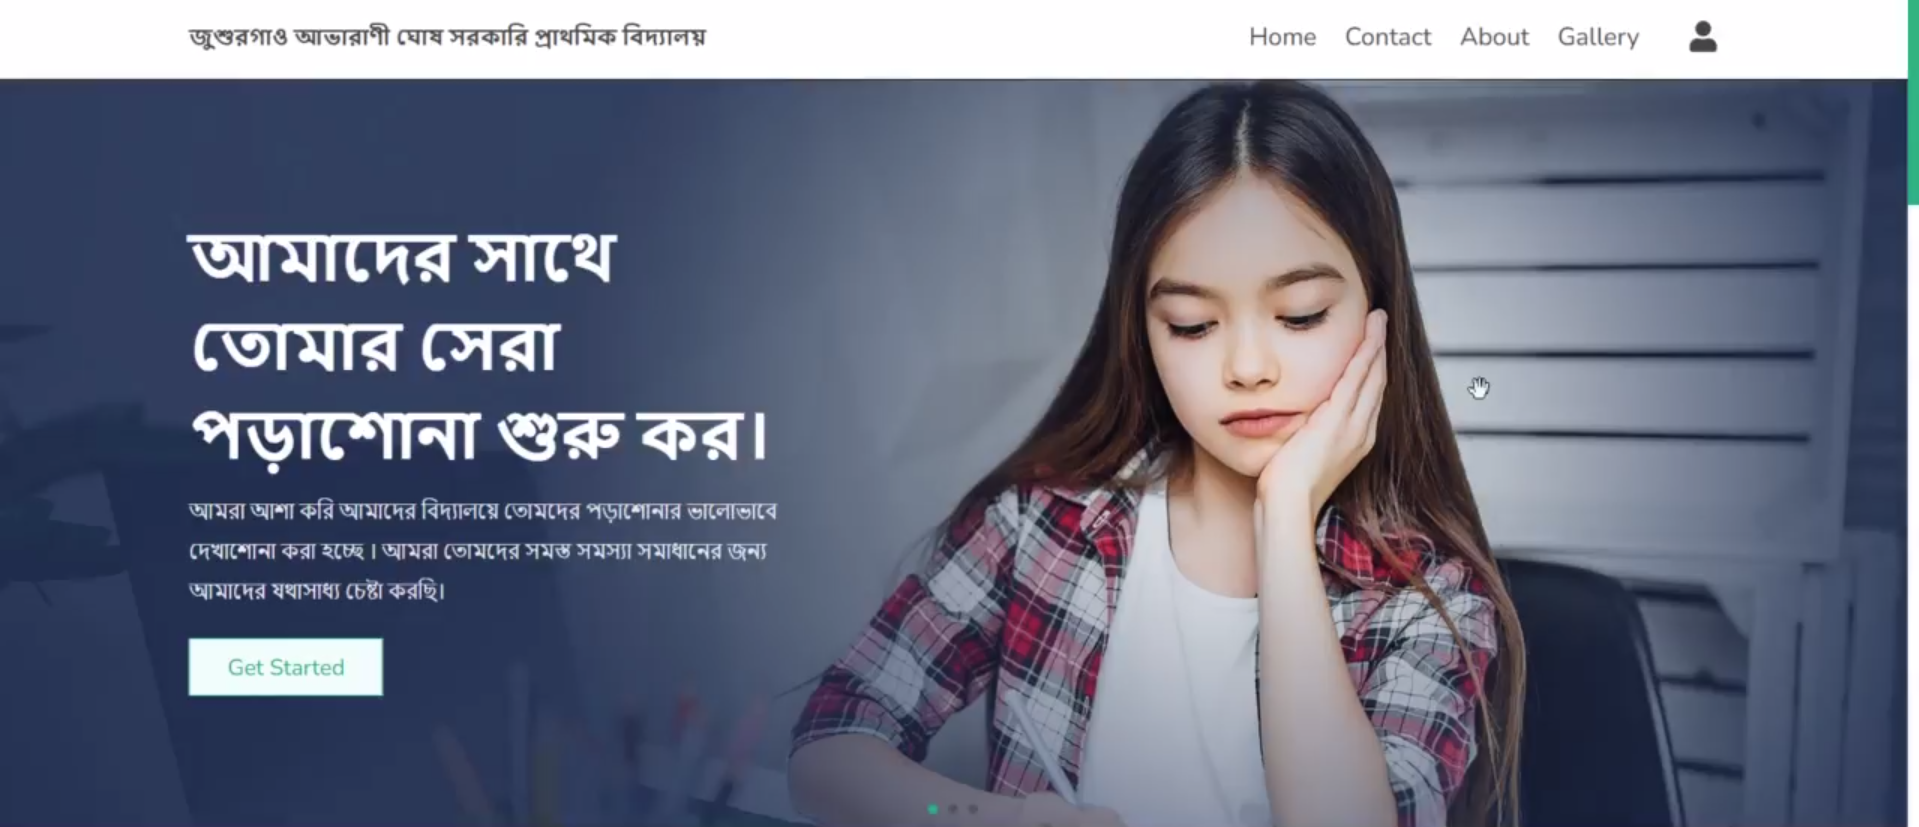 জুশুরগাও আভারাণী ঘোষ সরকারি প্রাথমিক বিদ্যালয়
Home Contact About Gallery
আমাদের সাথে
তোমার সেরা
পড়াশোনা শুরু কর।
আমরা আশা করি আমাদের বিদ্যালয়ে তোমদের পড়াশোনার ভালোভাবে
দেখাশোনা করা হচ্ছে। আমরা তোমদের সমস্ত সমস্যা সমাধানের জন্য
আমাদের যথাসাধ্য চেষ্টা করছি।
Get Started